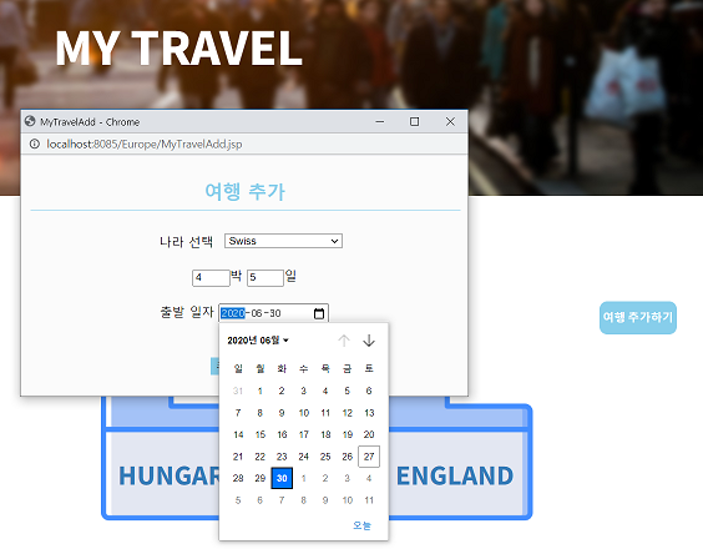 MY TRAVEL
MyTravelAdd - Chrome
localhost:8085/Europe/MyTravelAdd.jsp
여행 추가
나라 선택 Swiss
4 박 5 일
출발 일자 2020-06-30
여행 추가하기
2020년 06월
일 월 화 수 목 금 토
31 1 2 3 4 5 6
7 8 9 10 11 12 13
14 15 16 17 18 19 20
21 22 23 24 25 26 27
28 29 30 1 2 3 4
5 6 7 8 9 10 11
오늘
HUNGAR
ENGLAND